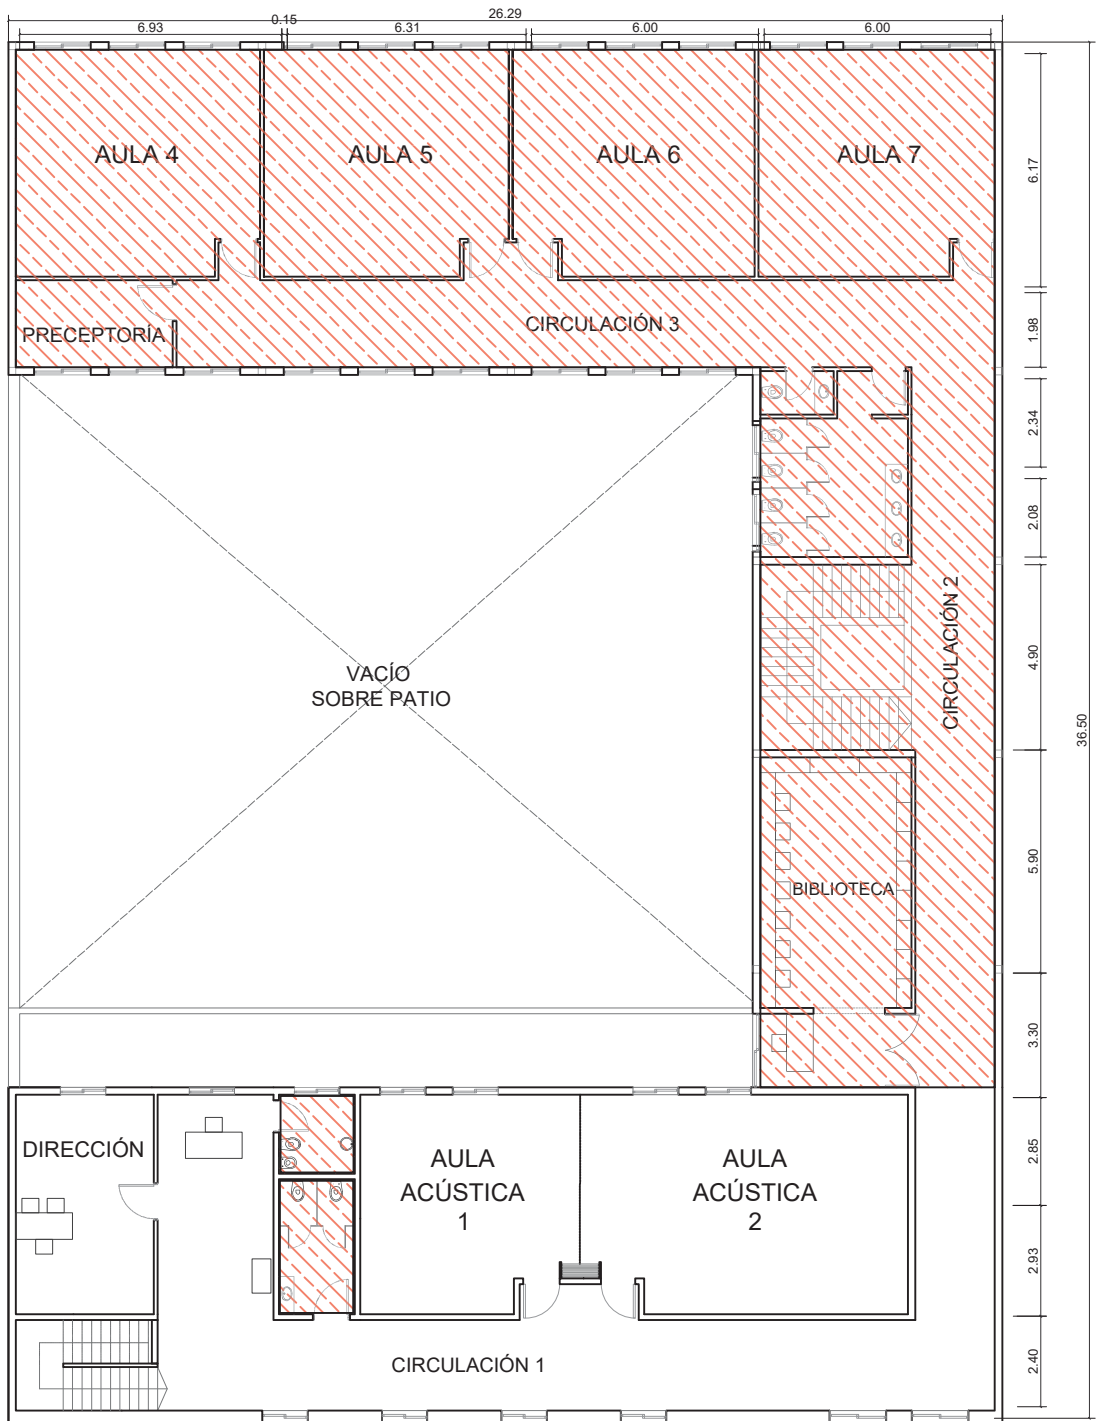 26.29
6.93
0.15
6.31
6.00
6.00
AULA 4
AULA 5
AULA 6
AULA 7
6.17
PRECEPTORÍA
CIRCULACIÓN 3
1.98
2.34
2.08
CIRCULACIÓN 2
4.90
VACÍO
SOBRE PATIO
36.50
5.90
BIBLIOTECA
3.30
DIRECCIÓN
AULA
ACÚSTICA
1
AULA
ACÚSTICA
2
2.85
2.93
CIRCULACIÓN 1
2.40